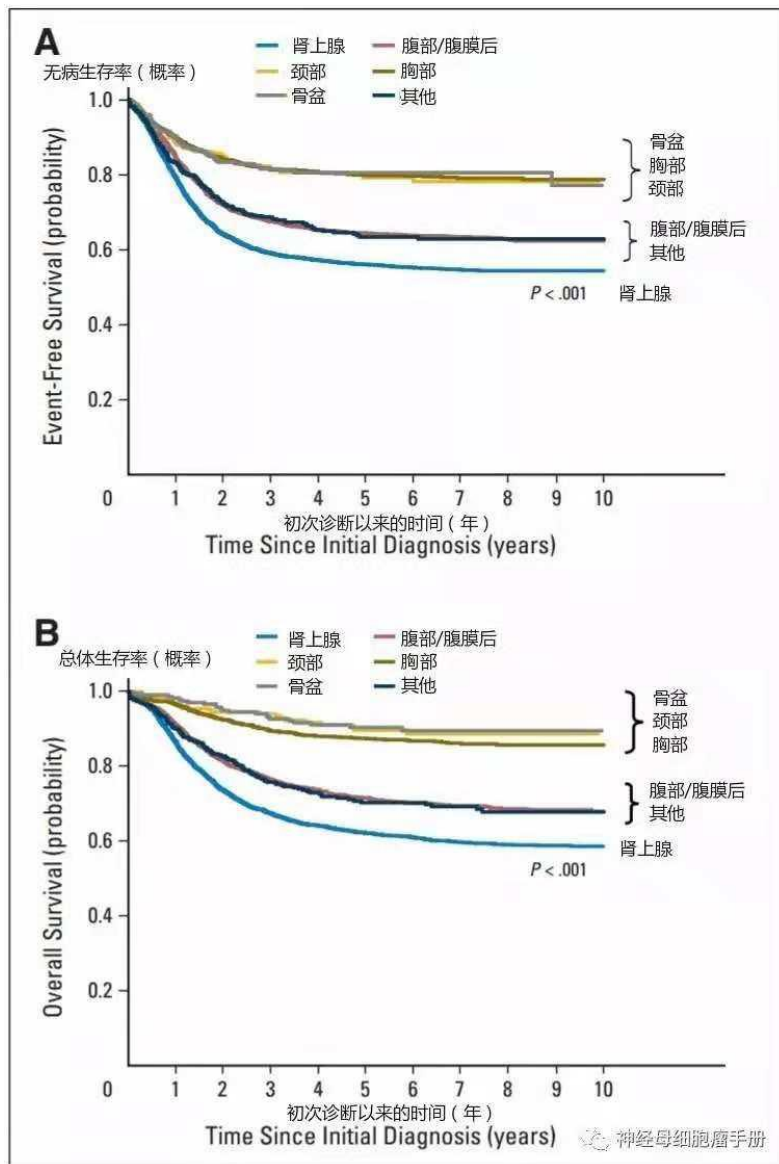 A
肾上腺 腹部/腹膜后
无病生存率（概率） 颈部 胸部
骨盆 其他
Event-Free Survival (probability)
1.0
0.8
0.6
0.4
0.2
骨盆
胸部
颈部
腹部/腹膜后
其他
P < .001 肾上腺
0 1 2 3 4 5 6 7 8 9 10
初次诊断以来的时间（年）
Time Since Initial Diagnosis (years)
B
肾上腺 腹部/腹膜后
总体生存率（概率） 颈部 胸部
骨盆 其他
Overall Survival (probability)
1.0
0.8
0.6
0.4
0.2
骨盆
颈部
胸部
腹部/腹膜后
其他
肾上腺
P < .001
0 1 2 3 4 5 6 7 8 9 10
初次诊断以来的时间（年）
Time Since Initial Diagnosis (years)
神经母细胞瘤手册